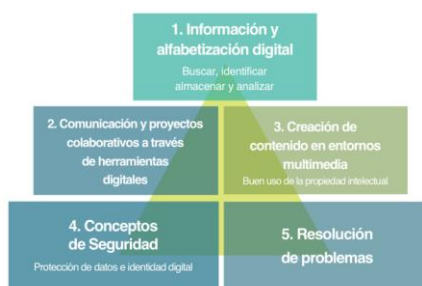 1. Información y
alfabetización digital
Buscar, identificar
almacenar y analizar
2. Comunicación y proyectos
colaborativos a través
de herramientas
digitales
3. Creación de
contenido en entornos
multimedia
Buen uso de la propiedad intelectual
4. Conceptos
de Seguridad
Protección de datos e identidad digital
5. Resolución
de problemas